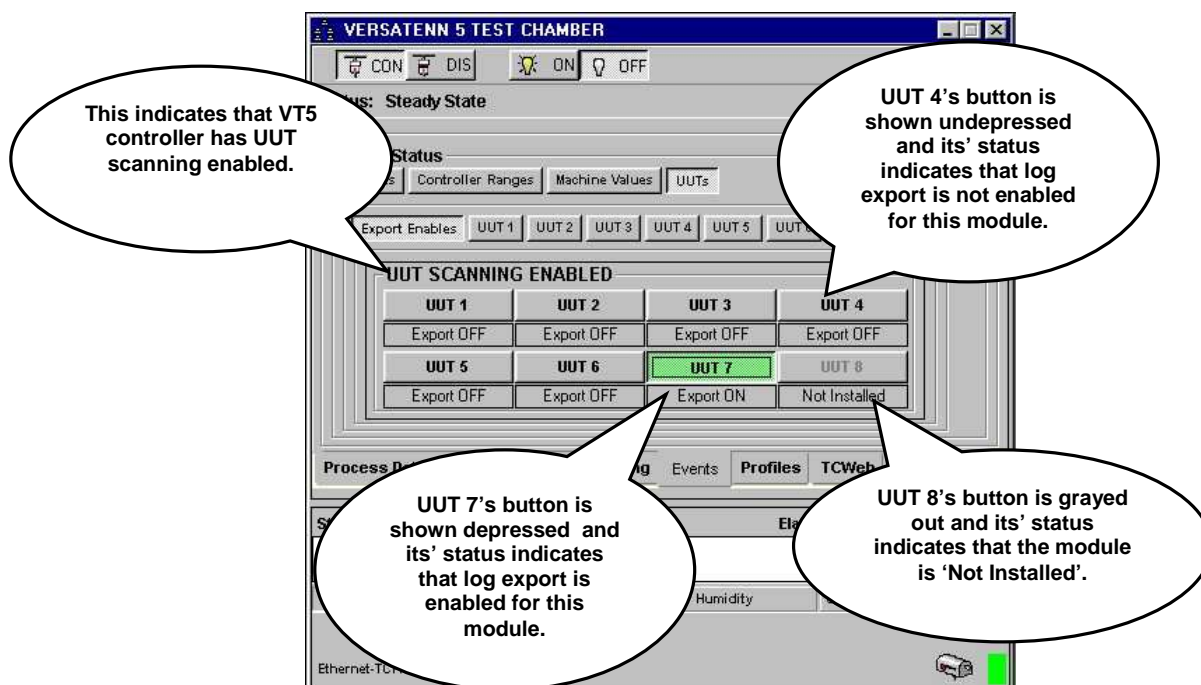 VERSATENN 5 TEST CHAMBER
CON DIS ON OFF
This indicates that VT5
controller has UUT
scanning enabled.
UUT 4’s button is
shown undepressed
and its’ status
indicates that log
export is not enabled
for this module.
Steady State
Status
Controller Ranges Machine Values UUTs
Export Enables UUT 1 UUT 2 UUT 3 UUT 4 UUT 5
UUT SCANNING ENABLED
UUT 1 UUT 2 UUT 3 UUT 4
Export OFF Export OFF Export OFF Export OFF
UUT 5 UUT 6 UUT 7 UUT 8
Export OFF Export OFF Export ON Not Installed
Process Events Profiles TCWeb
UUT 7’s button is
shown depressed and
its’ status indicates
that log export is
enabled for this
module.
UUT 8’s button is grayed
out and its’ status
indicates that the module
is ‘Not Installed’.
Humidity